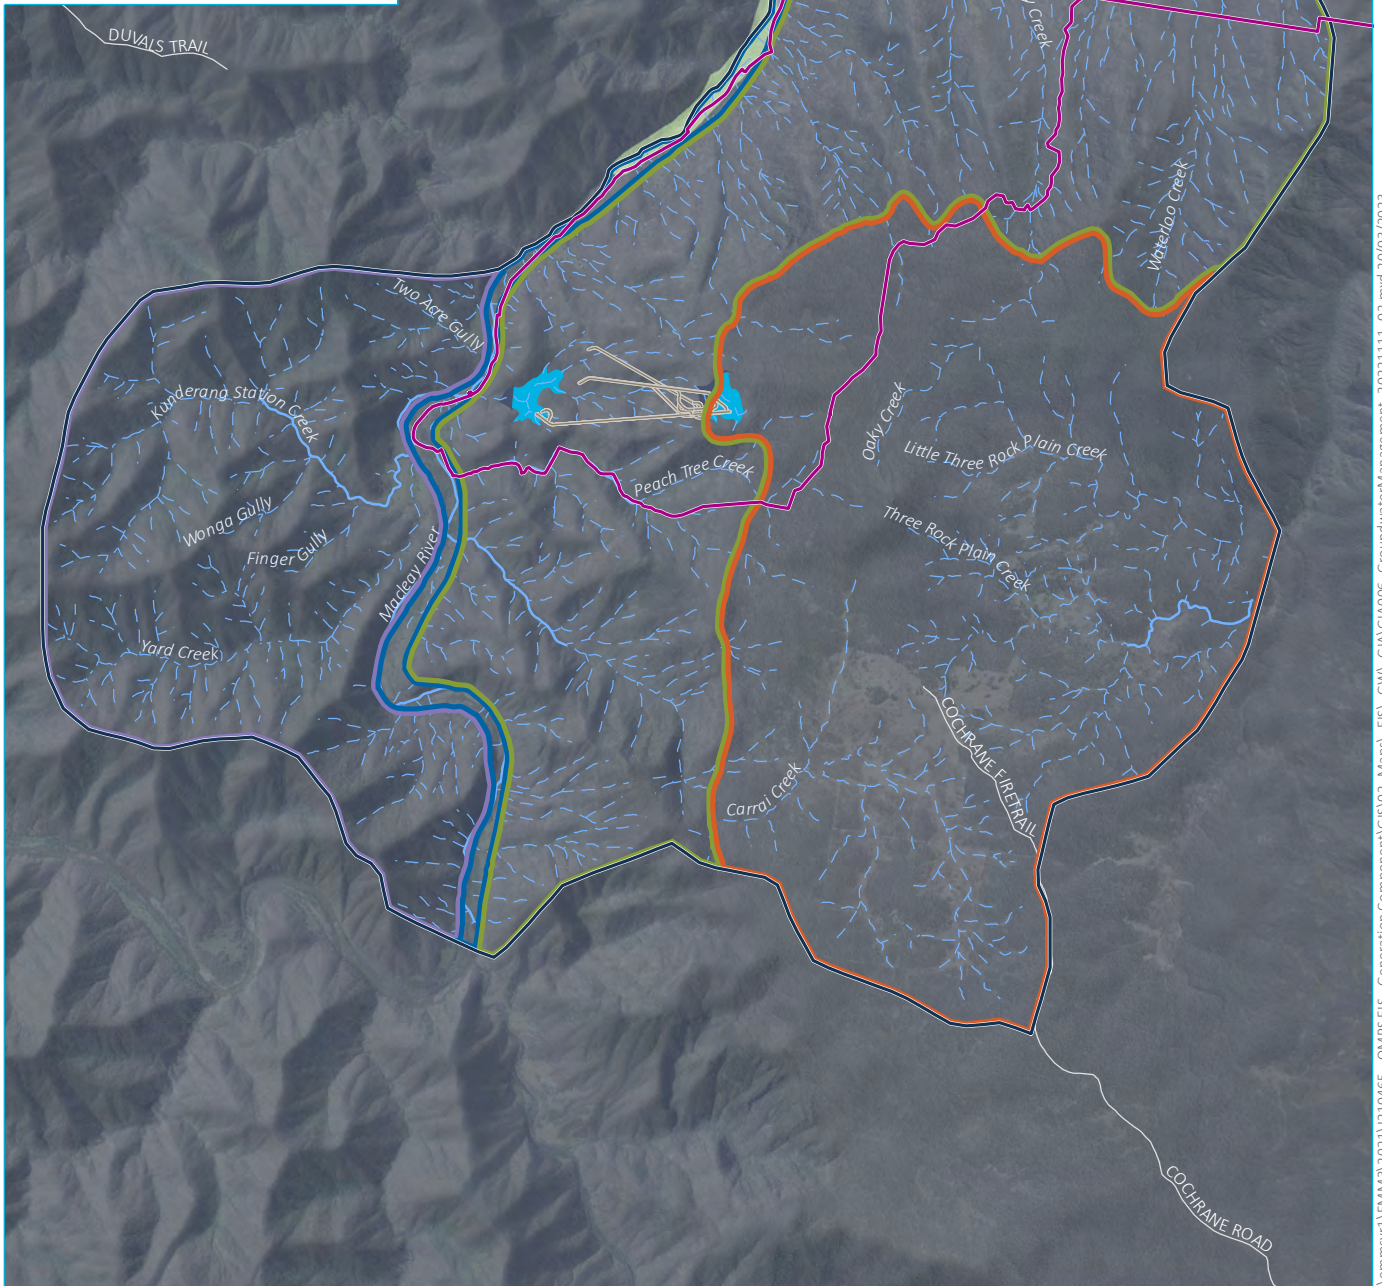 DUVALS TRAIL
Creek
Waterloo Creek
Two Acre Gully
Kunderang Station Creek
Oaky Creek
Little Three Rock Plain Creek
Peach Tree Creek
Wonga Gully
Three Rock Plain Creek
Finger Gully
Macleay River
Yard Creek
COCHRANE FIRETRAIL
Carrai Creek
COCHRANE ROAD